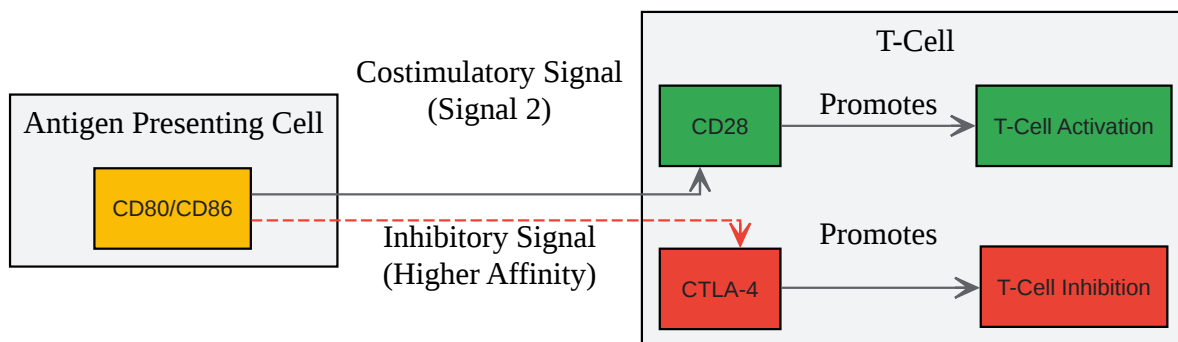 T-Cell
Costimulatory Signal
(Signal 2)
Antigen Presenting Cell
CD80/CD86
CD28
Promotes
T-Cell Activation
Inhibitory Signal
(Higher Affinity)
CTLA-4
Promotes
T-Cell Inhibition